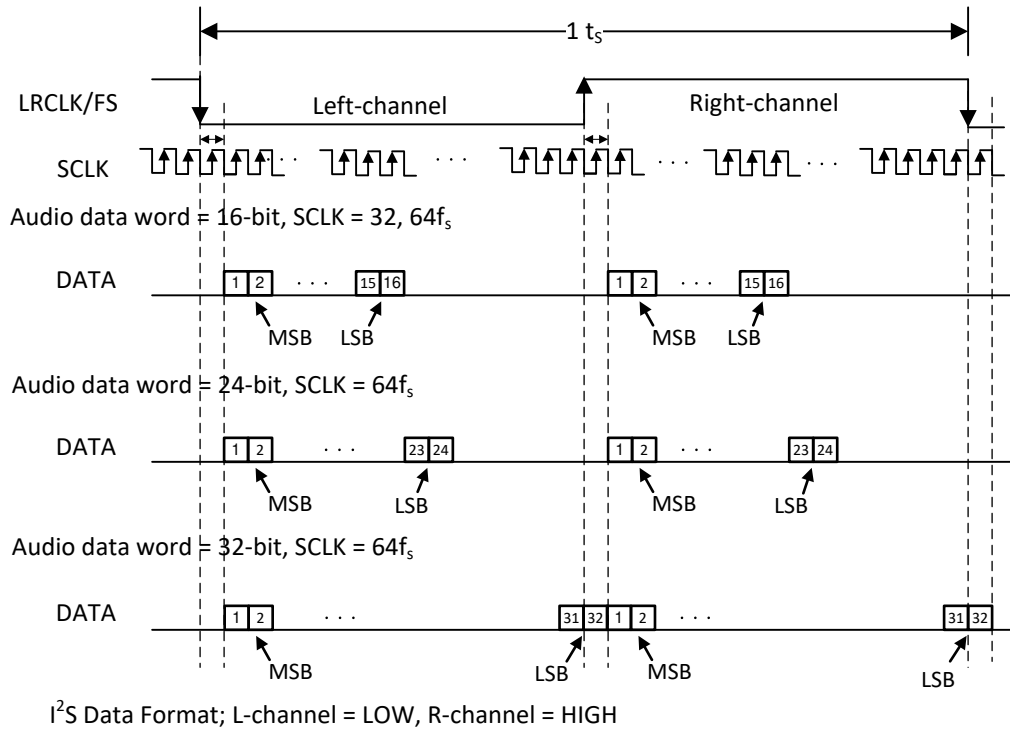 1 tS
LRCLK/FS Left-channel Right-channel
SCLK · · · · · · · · · · · ·
Audio data word = 16-bit, SCLK = 32, 64fs
DATA 1 2 · · · 15 16 1 2 · · · 15 16
MSB LSB MSB LSB
Audio data word = 24-bit, SCLK = 64fs
DATA 1 2 · · · 23 24 1 2 · · · 23 24
MSB LSB MSB LSB
Audio data word = 32-bit, SCLK = 64fs
DATA 1 2 · · · 31 32 1 2 · · · 31 32
MSB LSB MSB LSB
I²S Data Format; L-channel = LOW, R-channel = HIGH